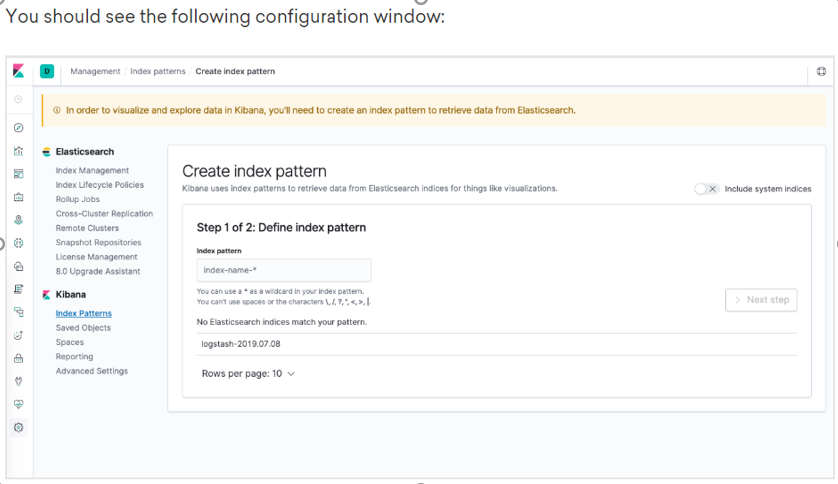 You should see the following configuration window:
D Management Index patterns Create index pattern
In order to visualize and explore data in Kibana, you'll need to create an index pattern to retrieve data from Elasticsearch.
Elasticsearch
Index Management
Index Lifecycle Policies
Rollup Jobs
Cross-Cluster Replication
Remote Clusters
Snapshot Repositories
License Management
8.0 Upgrade Assistant
Kibana
Index Patterns
Saved Objects
Spaces
Reporting
Advanced Settings
Create index pattern
Kibana uses index patterns to retrieve data from Elasticsearch indices for things like visualizations.
Include system indices
Step 1 of 2: Define index pattern
Index pattern
index-name-*
You can use a * as a wildcard in your index pattern.
You can't use spaces or the characters \, /, ?, ", <, >, |.
Next step
No Elasticsearch indices match your pattern.
logstash-2019.07.08
Rows per page: 10